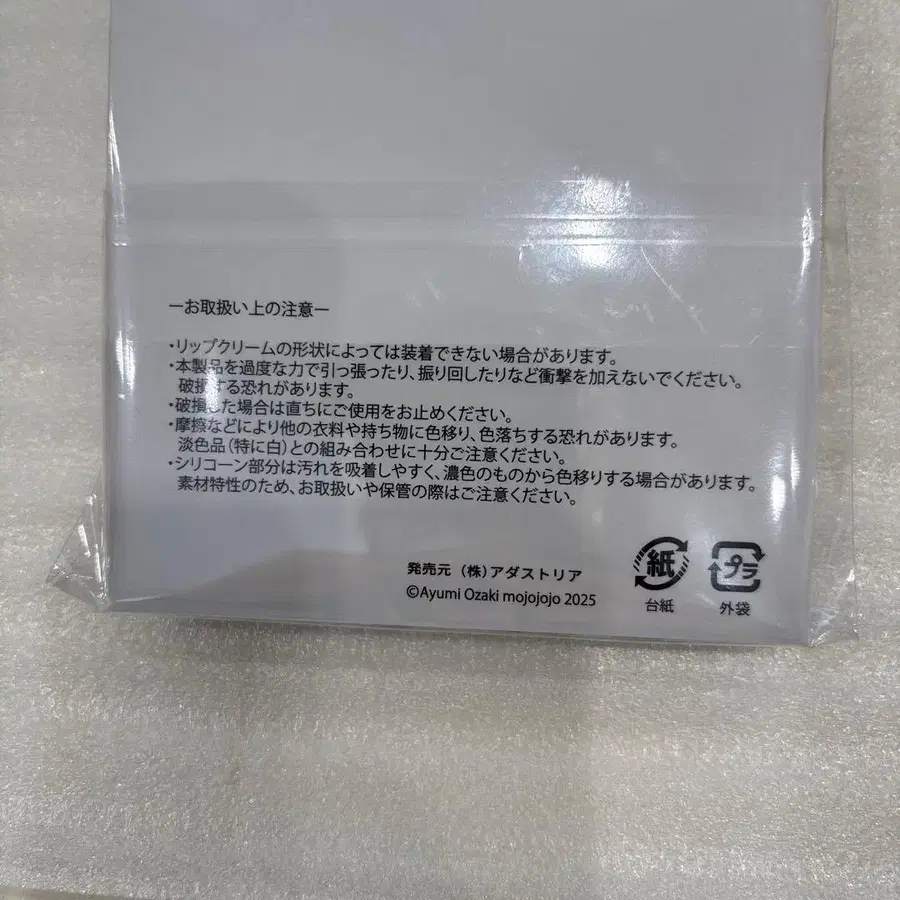 ーお取扱い上の注意ー
・リップクリームの形状によっては装着できない場合があります。
・本製品を過度な力で引っ張ったり、振り回したりなど衝撃を加えないでください。
破損する恐れがあります。
・破損した場合は直ちにご使用をお止めください。
・摩擦などにより他の衣料や持ち物に色移り、色落ちする恐れがあります。
淡色品(特に白)との組み合わせに十分ご注意ください。
・シリコーン部分は汚れを吸着しやすく、濃色のものから色移りする場合があります。
素材特性のため、お取扱いや保管の際はご注意ください。
発売元 (株)アダストリア
©Ayumi Ozaki mojojojo 2025
紙
台紙
プラ
外袋